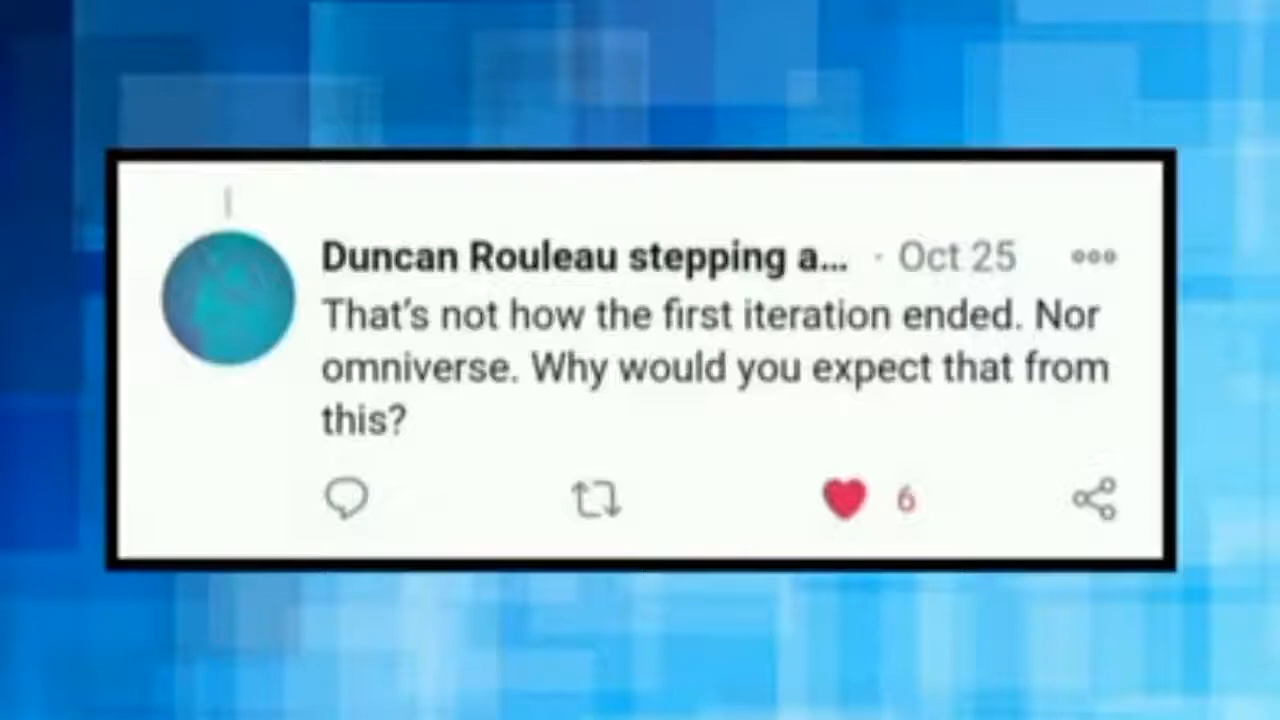 Duncan Rouleau stepping a... · Oct 25
That's not how the first iteration ended. Nor
omniverse. Why would you expect that from
this?
6